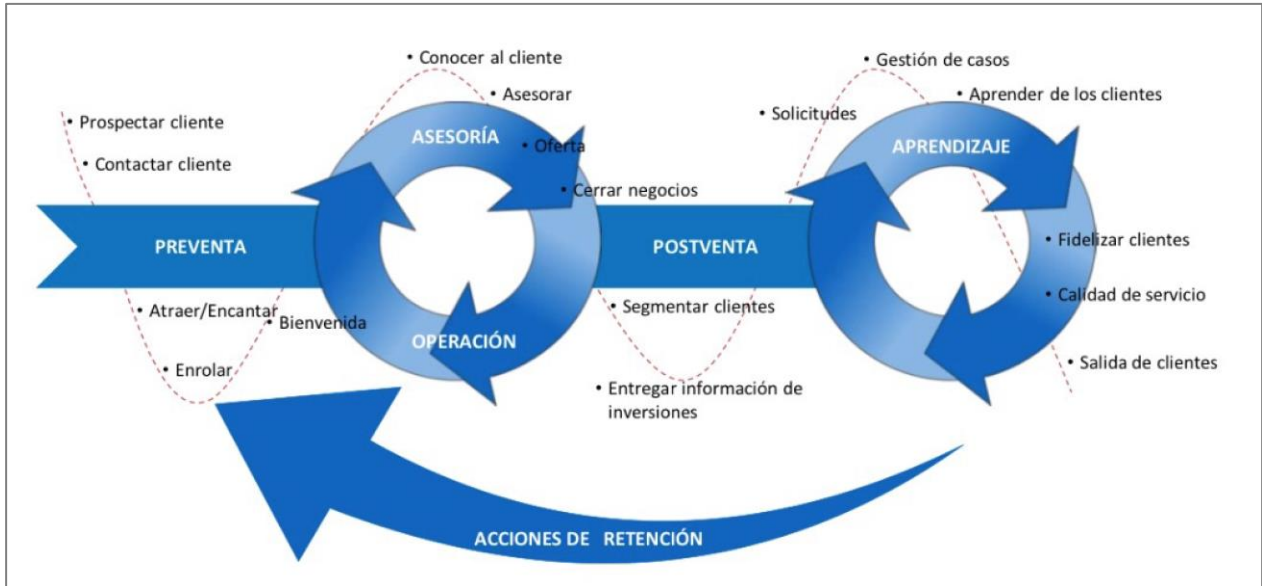 • Conocer al cliente
• Gestión de casos
• Asesorar
• Aprender de los clientes
• Prospectar cliente
• Solicitudes
ASESORÍA
• Oferta
APRENDIZAJE
• Contactar cliente
• Cerrar negocios
PREVENTA
POSTVENTA
• Fidelizar clientes
• Atraer/Encantar
• Bienvenida
• Segmentar clientes
• Calidad de servicio
OPERACIÓN
• Enrolar
• Salida de clientes
• Entregar información de
inversiones
ACCIONES DE RETENCIÓN